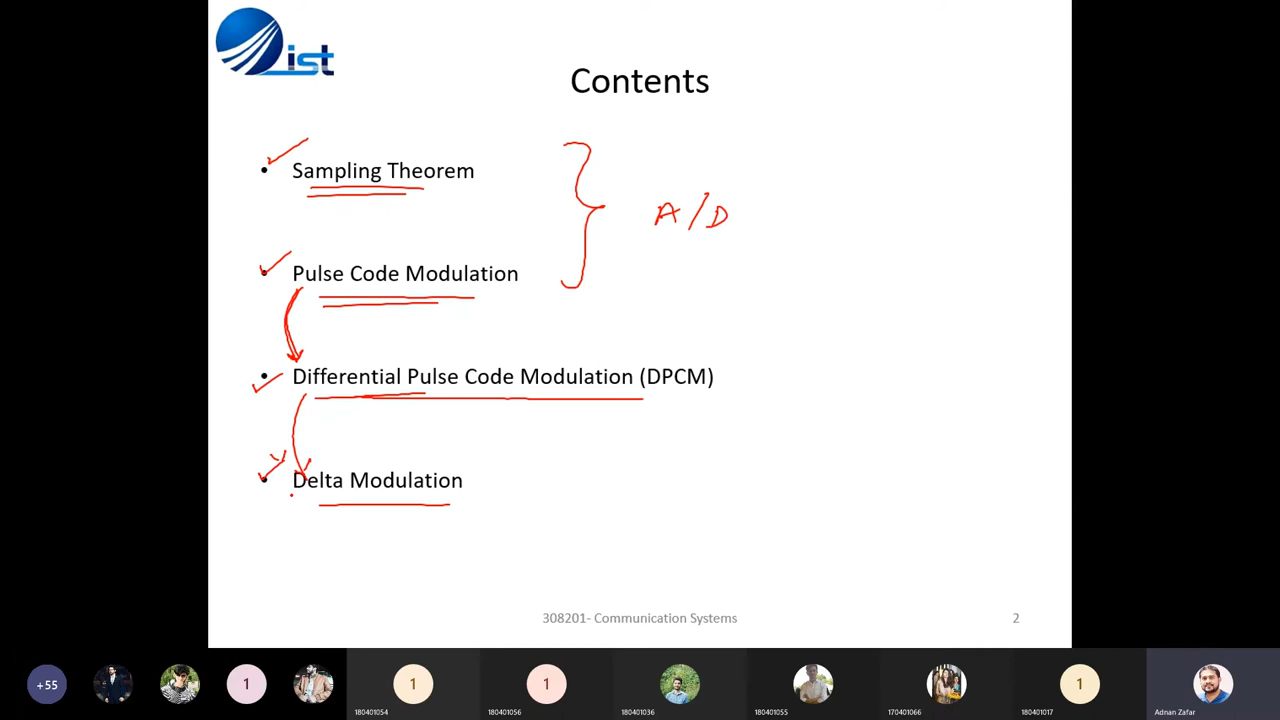 ist
Contents
• Sampling Theorem
A/D
• Pulse Code Modulation
• Differential Pulse Code Modulation (DPCM)
• Delta Modulation
308201- Communication Systems
2
+55
1
1
1
1
180401054
180401056
180401036
180401055
170401066
180401017
Adnan Zafar